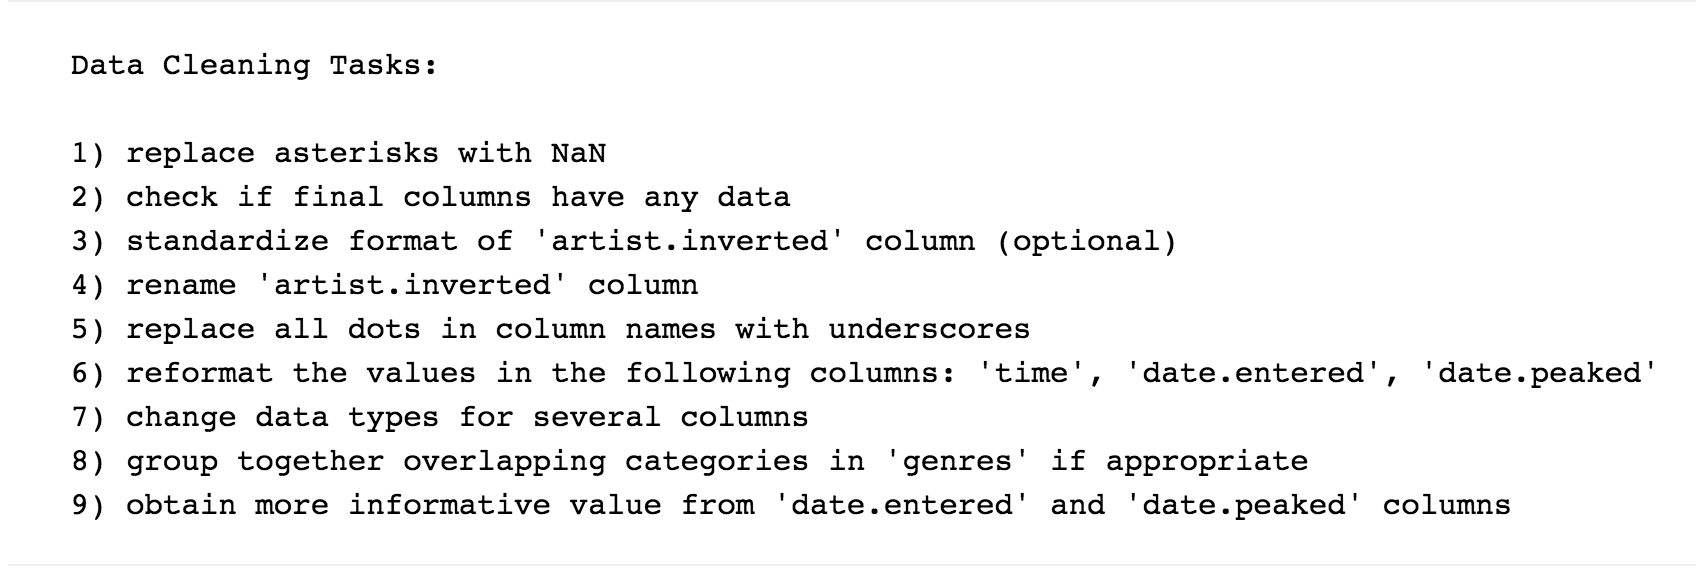 Data Cleaning Tasks:
1) replace asterisks with NaN
2) check if final columns have any data
3) standardize format of 'artist.inverted' column (optional)
4) rename 'artist.inverted' column
5) replace all dots in column names with underscores
6) reformat the values in the following columns: 'time', 'date.entered', 'date.peaked'
7) change data types for several columns
8) group together overlapping categories in 'genres' if appropriate
9) obtain more informative value from 'date.entered' and 'date.peaked' columns